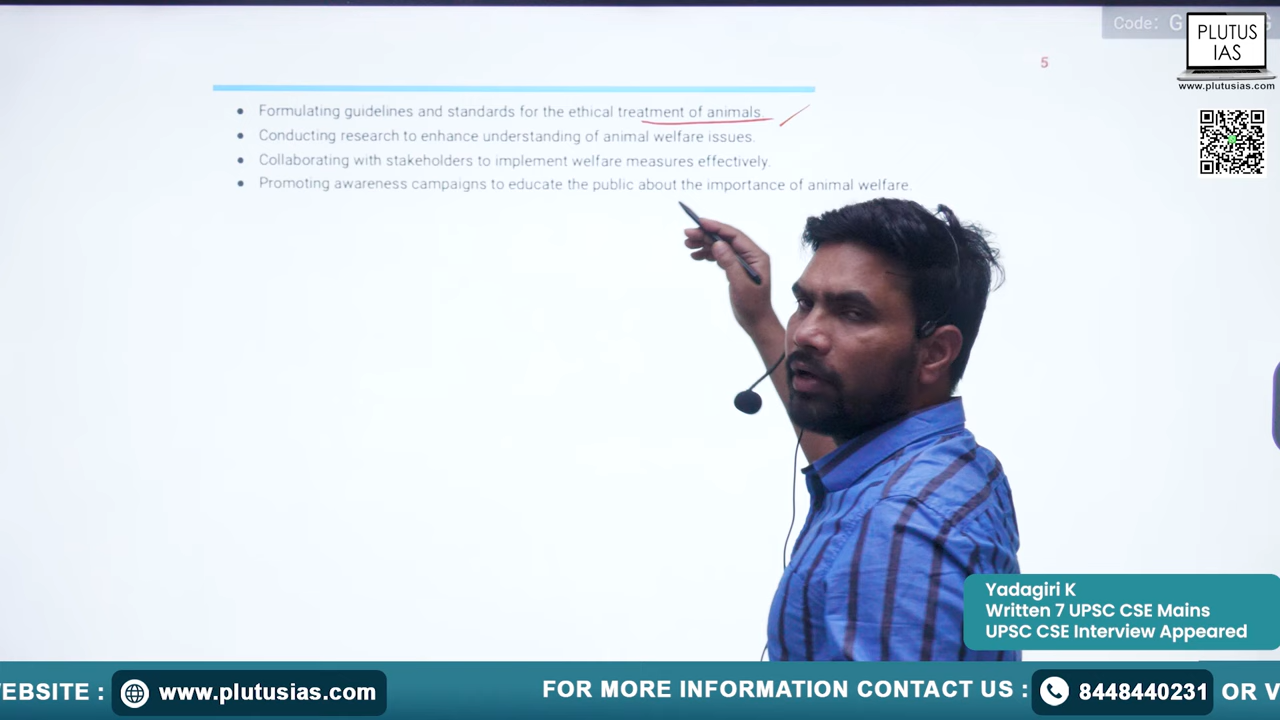 Code: G
G
PLUTUS
IAS
www.plutusias.com
5
• Formulating guidelines and standards for the ethical treatment of animals.
• Conducting research to enhance understanding of animal welfare issues.
• Collaborating with stakeholders to implement welfare measures effectively.
• Promoting awareness campaigns to educate the public about the importance of animal welfare.
Yadagiri K
Written 7 UPSC CSE Mains
UPSC CSE Interview Appeared
EBSITE : www.plutusias.com FOR MORE INFORMATION CONTACT US : 8448440231 OR V